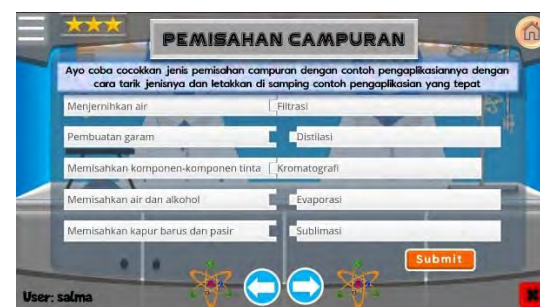 PEMISAHAN CAMPURAN
Ayo coba cocokkan jenis pemisahan campuran dengan contoh pengaplikasiannya dengan
cara tarik jenisnya dan letakkan di samping contoh pengaplikasian yang tepat
Menjernihkan air Filtrasi
Pembuatan garam Distilasi
Memisahkan komponen-komponen tinta Kromatografi
Memisahkan air dan alkohol Evaporasi
Memisahkan kapur barus dan pasir Sublimasi
Submit
User: salma